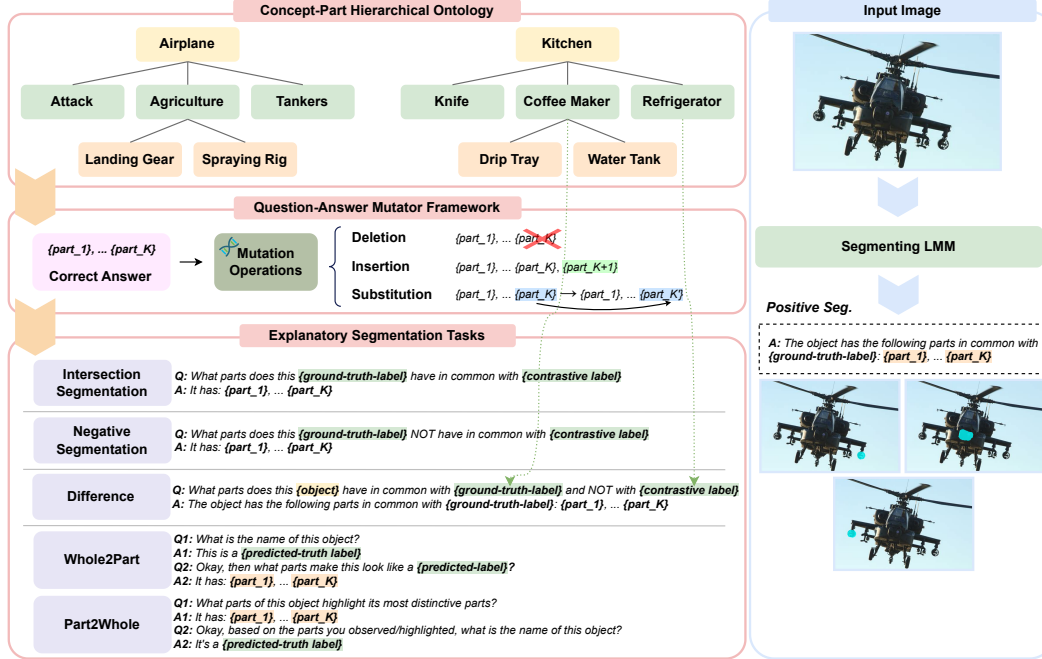 Concept-Part Hierarchical Ontology
Airplane
Kitchen
Attack
Agriculture
Tankers
Knife
Coffee Maker
Refrigerator
Landing Gear
Spraying Rig
Drip Tray
Water Tank
Question-Answer Mutator Framework
{part_1}, ... {part_K}
Correct Answer
Mutation
Operations
Deletion
{part_1}, ... {part_K}
Insertion
{part_1}, ... {part_K}, {part_K+1}
Substitution
{part_1}, ... {part_K} → {part_1}, ... {part_K'}
Explanatory Segmentation Tasks
Intersection
Segmentation
Q: What parts does this {ground-truth-label} have in common with {contrastive label}
A: It has: {part_1}, ... {part_K}
Negative
Segmentation
Q: What parts does this {ground-truth-label} NOT have in common with {contrastive label}
A: It has: {part_1}, ... {part_K}
Difference
Q: What parts does this {object} have in common with {ground-truth-label} and NOT with {contrastive label}
A: The object has the following parts in common with {ground-truth-label}: {part_1}, ... {part_K}
Whole2Part
Q1: What is the name of this object?
A1: This is a {predicted-truth label}
Q2: Okay, then what parts make this look like a {predicted-label}?
A2: It has: {part_1}, ... {part_K}
Part2Whole
Q1: What parts of this object highlight its most distinctive parts?
A1: It has: {part_1}, ... {part_K}
Q2: Okay, based on the parts you observed/highlighted, what is the name of this object?
A2: It's a {predicted-truth label}
Input Image
Segmenting LMM
Positive Seg.
A: The object has the following parts in common with
{ground-truth-label}: {part_1}, ... {part_K}